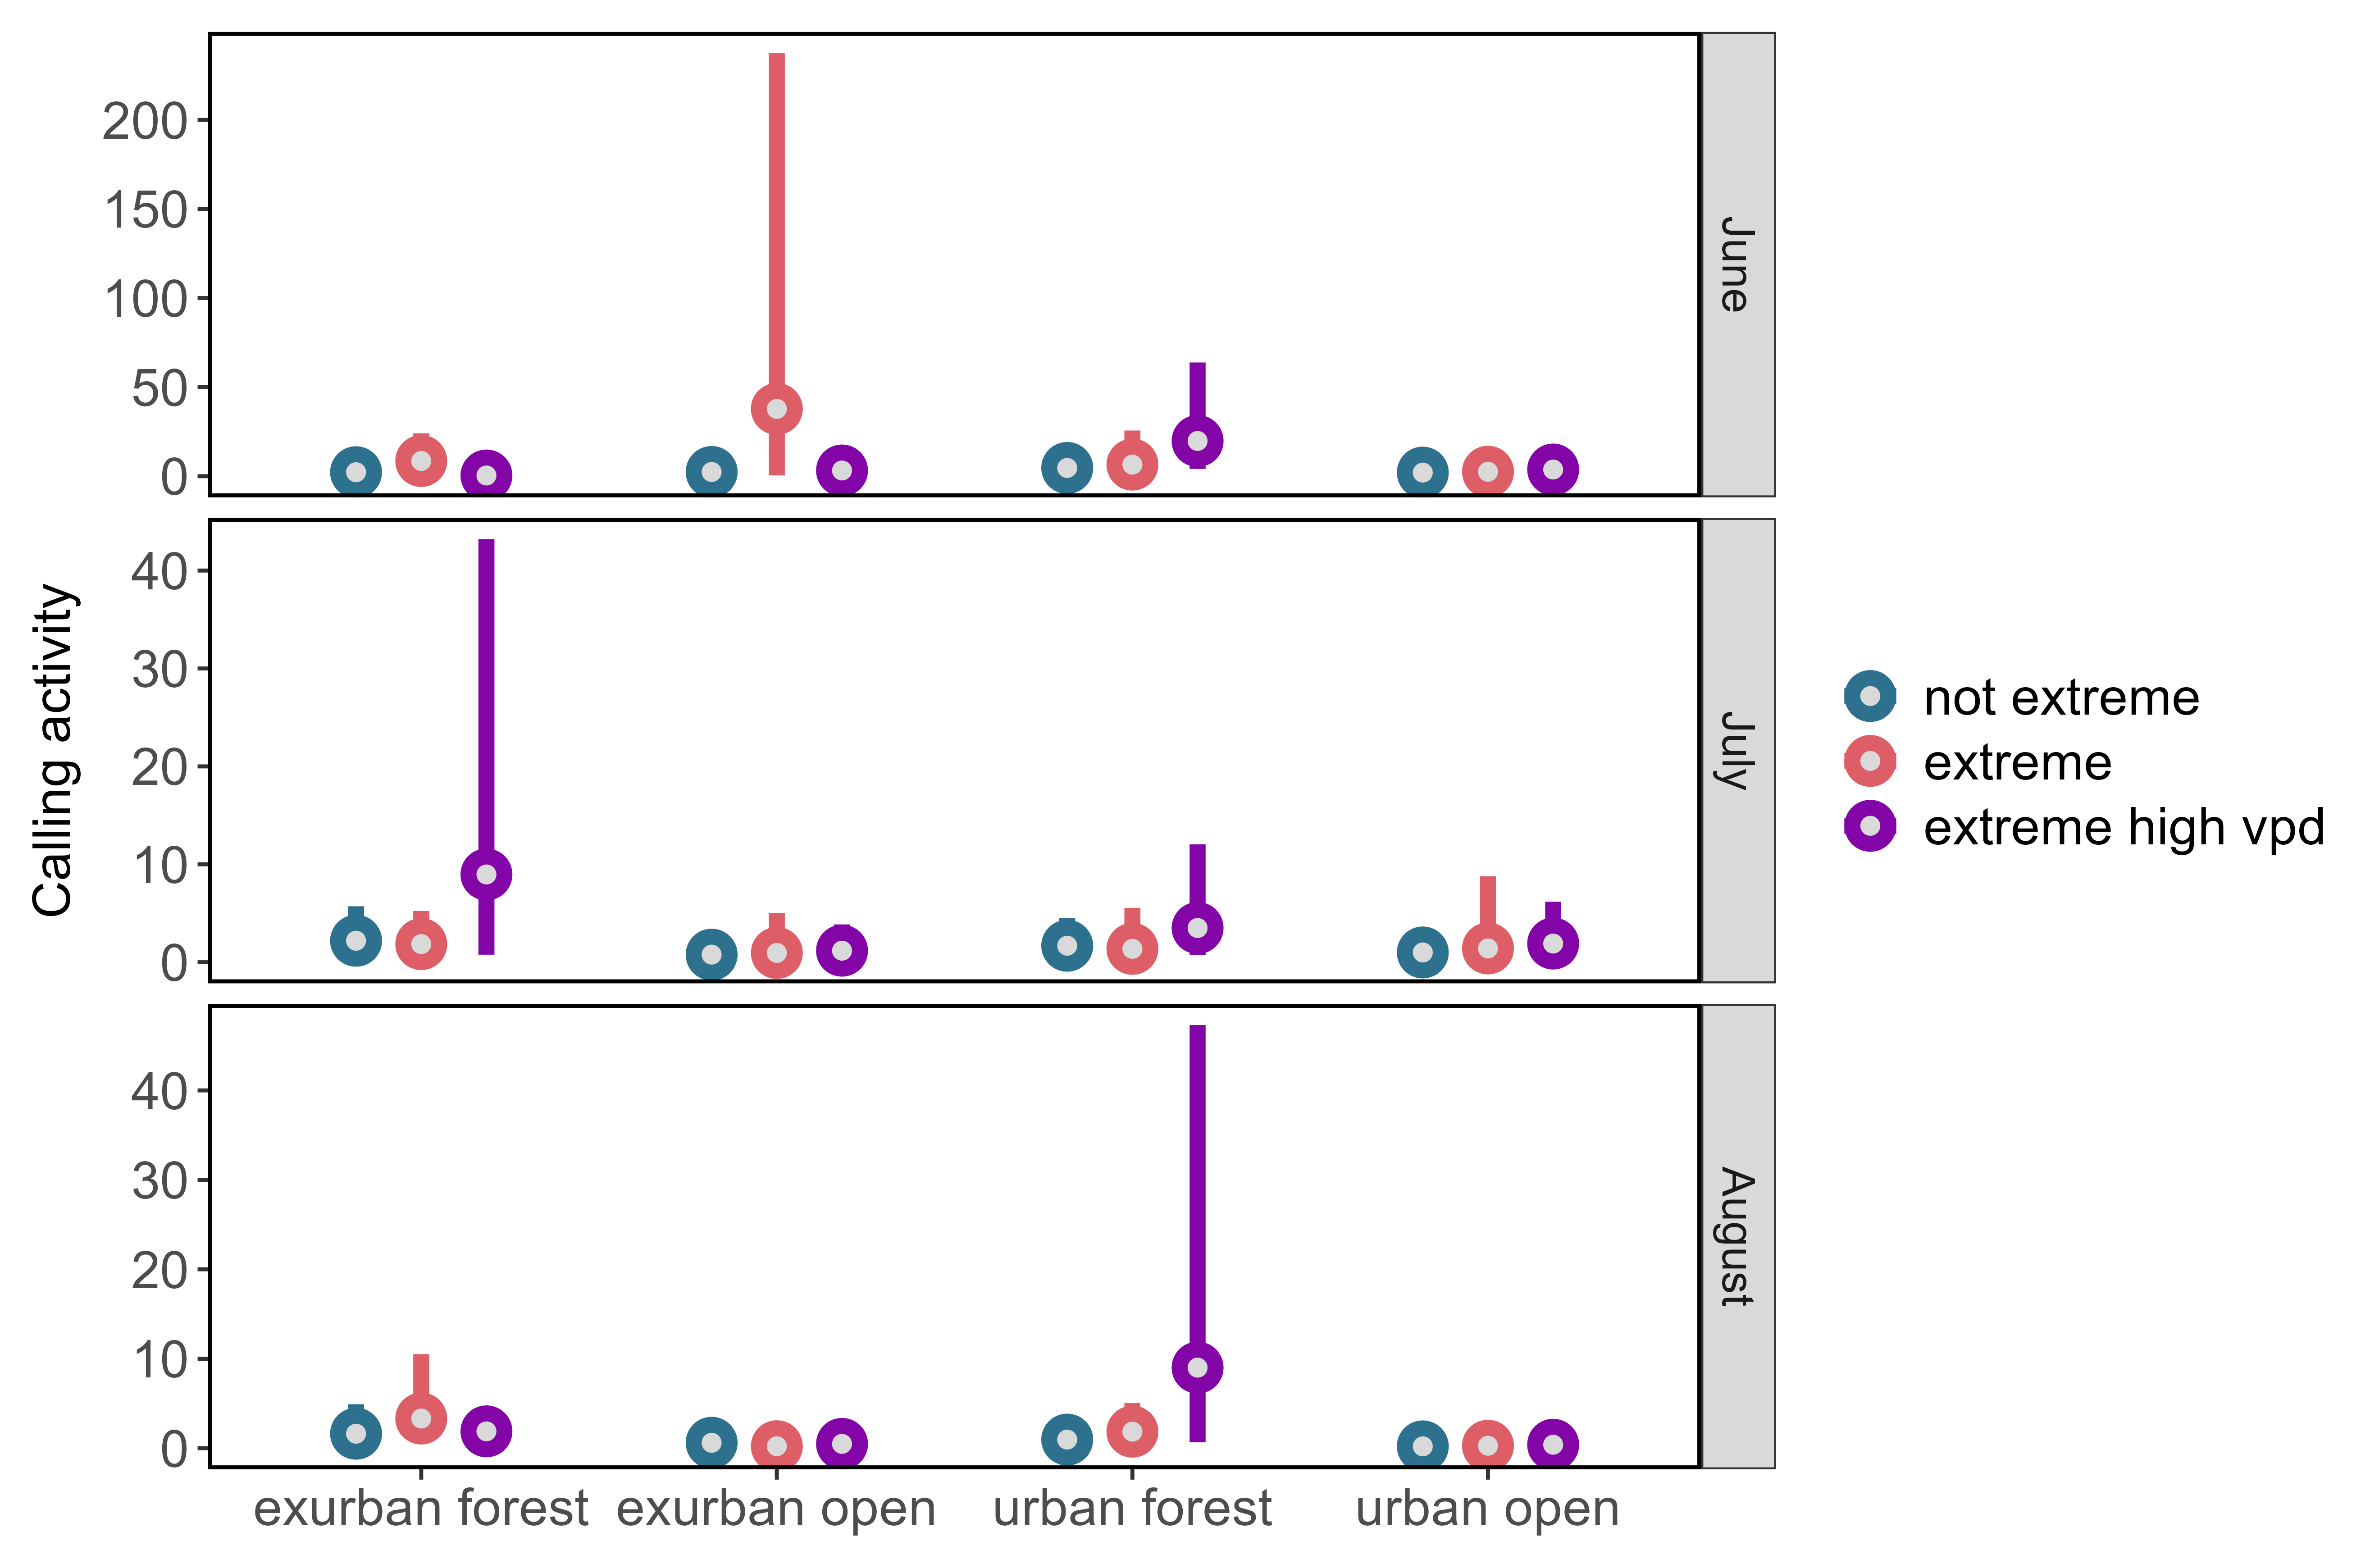 200
150
100
50
0
June
Calling activity
40
30
20
10
0
July
not extreme
extreme
extreme high vpd
40
30
20
10
0
August
exurban forest exurban open urban forest urban open